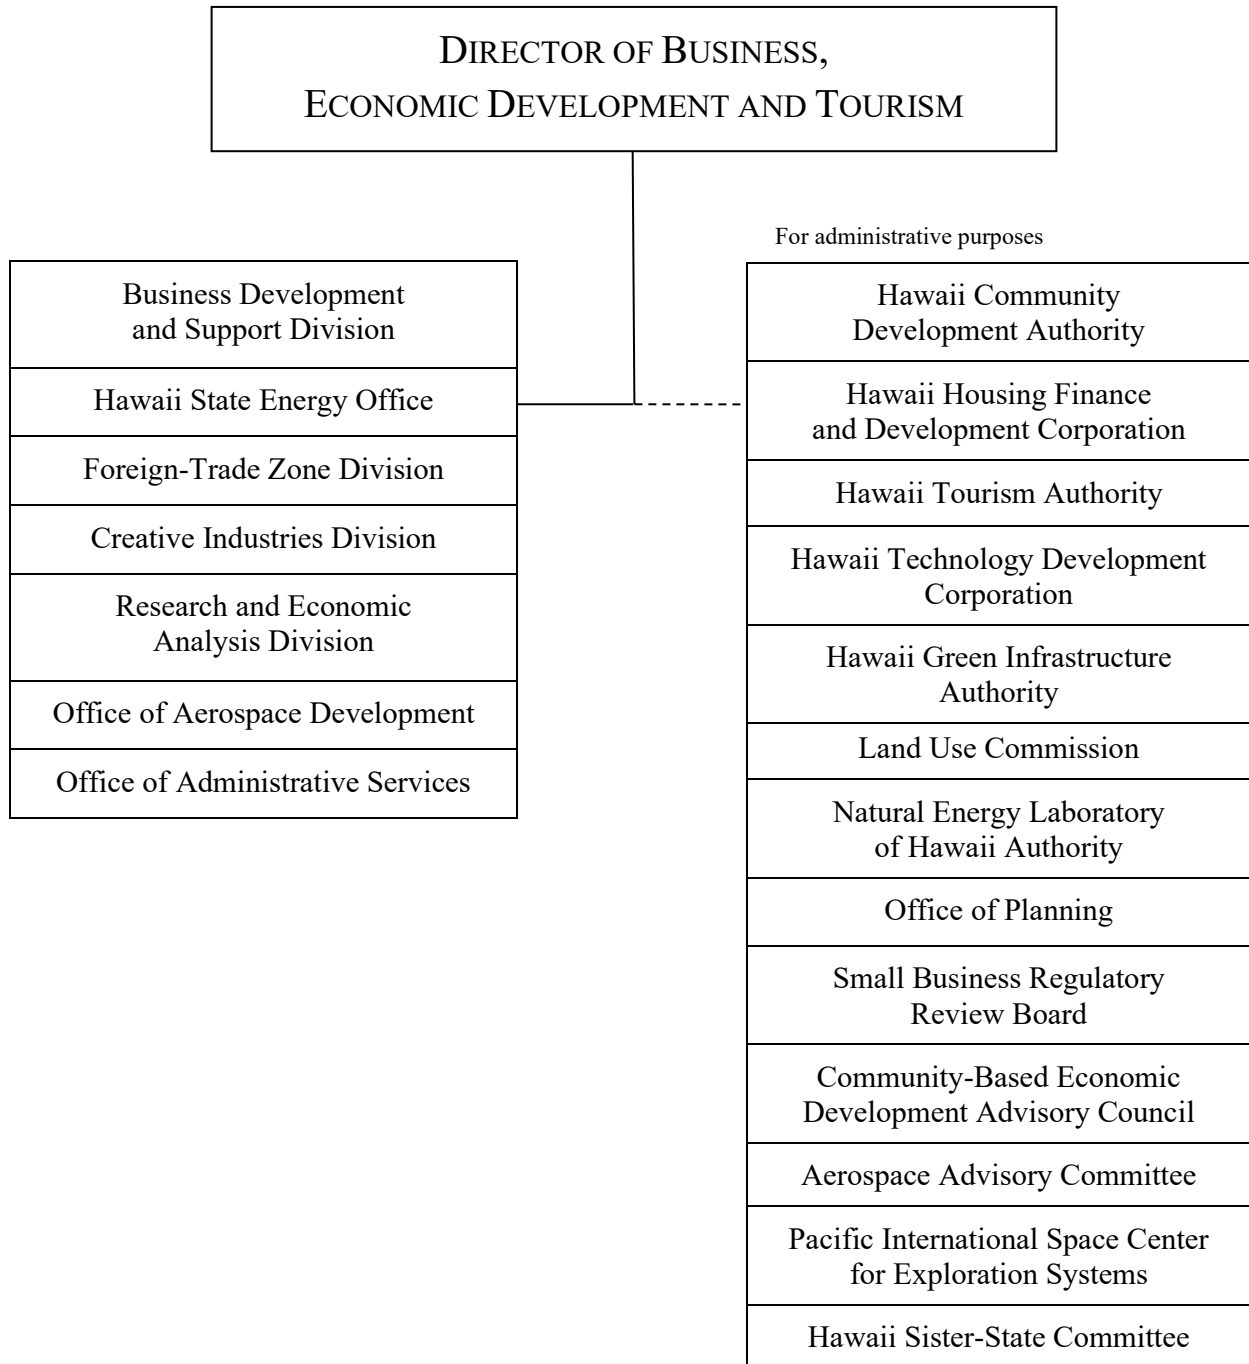 DIRECTOR OF BUSINESS,
ECONOMIC DEVELOPMENT AND TOURISM
For administrative purposes
Business Development
and Support Division
Hawaii State Energy Office
Foreign-Trade Zone Division
Creative Industries Division
Research and Economic
Analysis Division
Office of Aerospace Development
Office of Administrative Services
Hawaii Community
Development Authority
Hawaii Housing Finance
and Development Corporation
Hawaii Tourism Authority
Hawaii Technology Development
Corporation
Hawaii Green Infrastructure
Authority
Land Use Commission
Natural Energy Laboratory
of Hawaii Authority
Office of Planning
Small Business Regulatory
Review Board
Community-Based Economic
Development Advisory Council
Aerospace Advisory Committee
Pacific International Space Center
for Exploration Systems
Hawaii Sister-State Committee